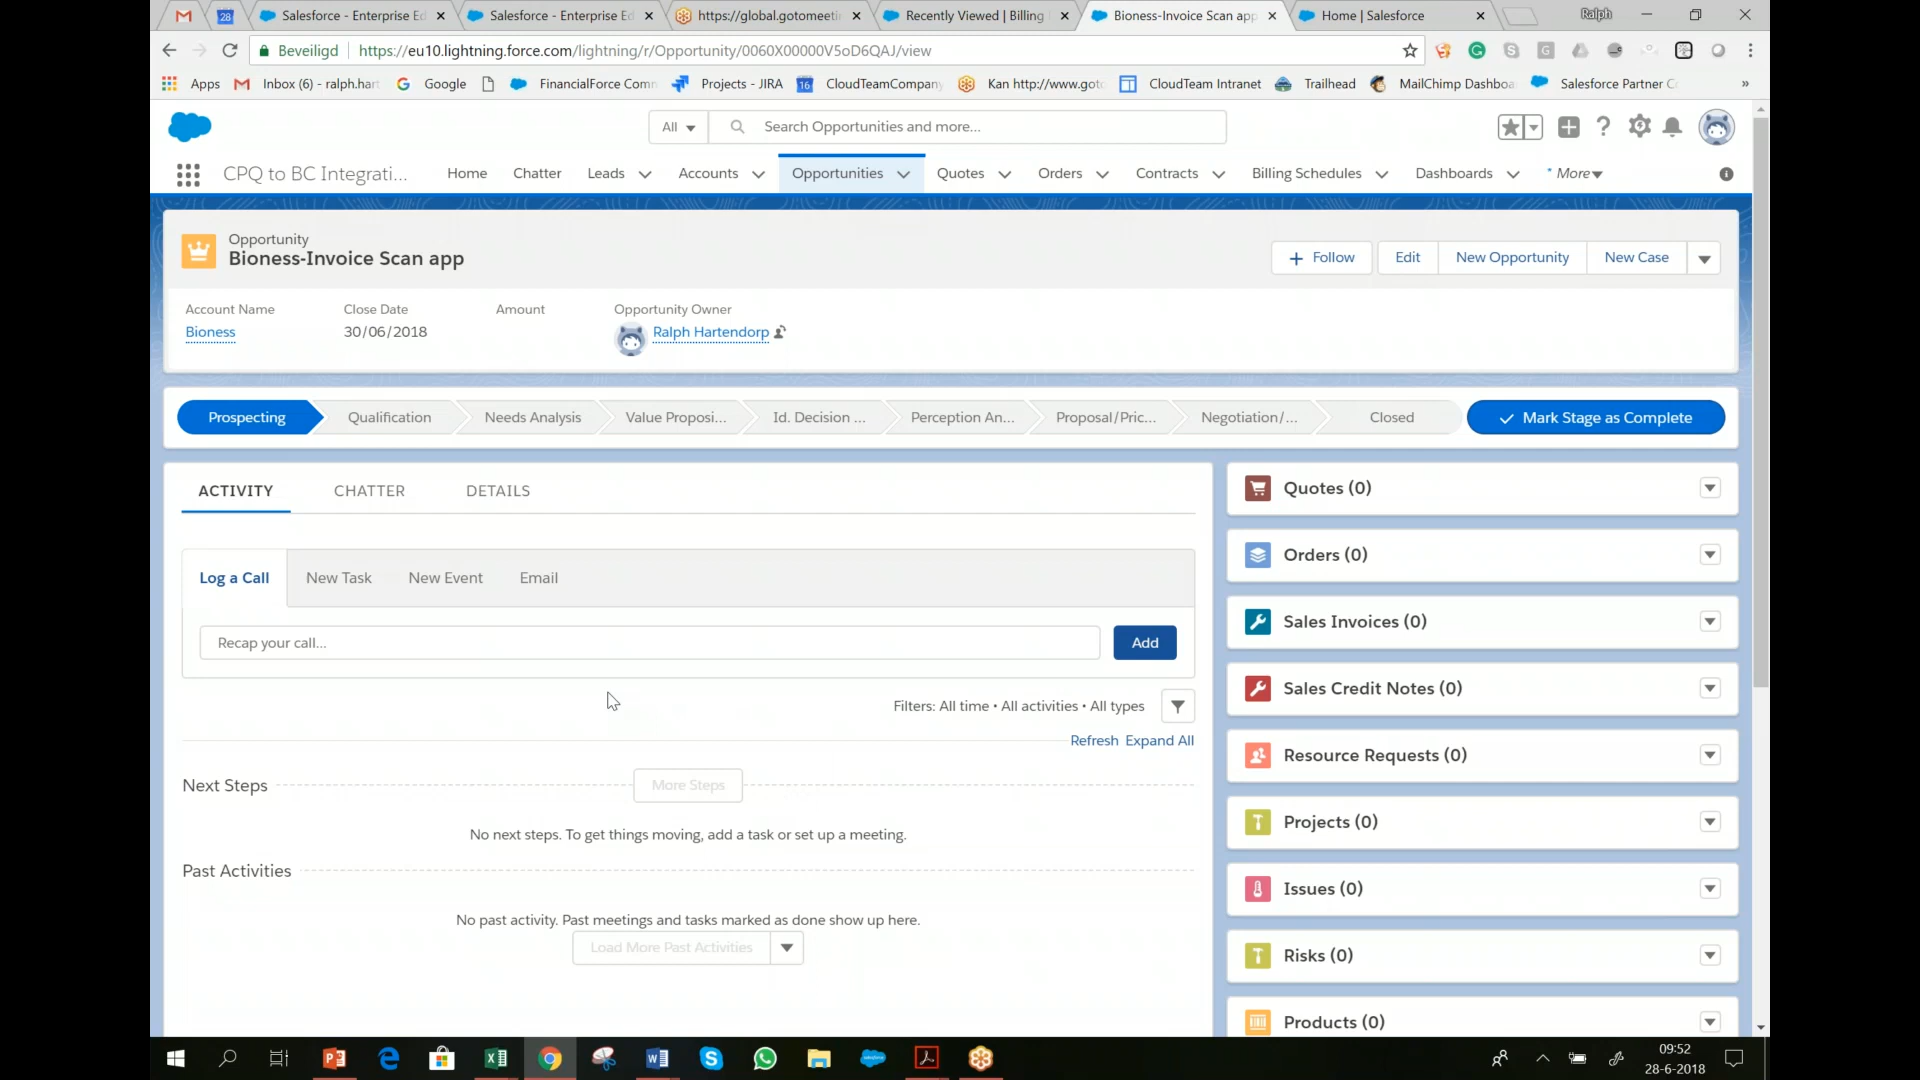 Salesforce - Enterprise Ed
Salesforce - Enterprise Ed
https://global.gotomeeti
Recently Viewed | Billing
Bioness-Invoice Scan app
Home | Salesforce
Ralph
28
Beveiligd
https://eu10.lightning.force.com/lightning/r/Opportunity/0060X00000V5oD6QAJ/view
Apps
Inbox (6) - ralph.hart
Google
FinancialForce Comm
Projects - JIRA
16
CloudTeamCompany
Kan http://www.goto
CloudTeam Intranet
Trailhead
MailChimp Dashboa
Salesforce Partner Co
»
All
Search Opportunities and more...
CPQ to BC Integrati...
Home
Chatter
Leads
Accounts
Opportunities
Quotes
Orders
Contracts
Billing Schedules
Dashboards
* More
Opportunity
Bioness-Invoice Scan app
+ Follow
Edit
New Opportunity
New Case
Account Name
Close Date
Amount
Opportunity Owner
Bioness
30/06/2018
Ralph Hartendorp
Prospecting
Qualification
Needs Analysis
Value Proposi...
Id. Decision ...
Perception An...
Proposal/Pric...
Negotiation/ ...
Closed
Mark Stage as Complete
ACTIVITY
CHATTER
DETAILS
Log a Call
New Task
New Event
Email
Recap your call...
Add
Filters: All time • All activities • All types
Refresh
Expand All
Next Steps
More Steps
No next steps. To get things moving, add a task or set up a meeting.
Past Activities
No past activity. Past meetings and tasks marked as done show up here.
Load More Past Activities
Quotes (0)
Orders (0)
Sales Invoices (0)
Sales Credit Notes (0)
Resource Requests (0)
Projects (0)
Issues (0)
Risks (0)
Products (0)
09:52
28-6-2018